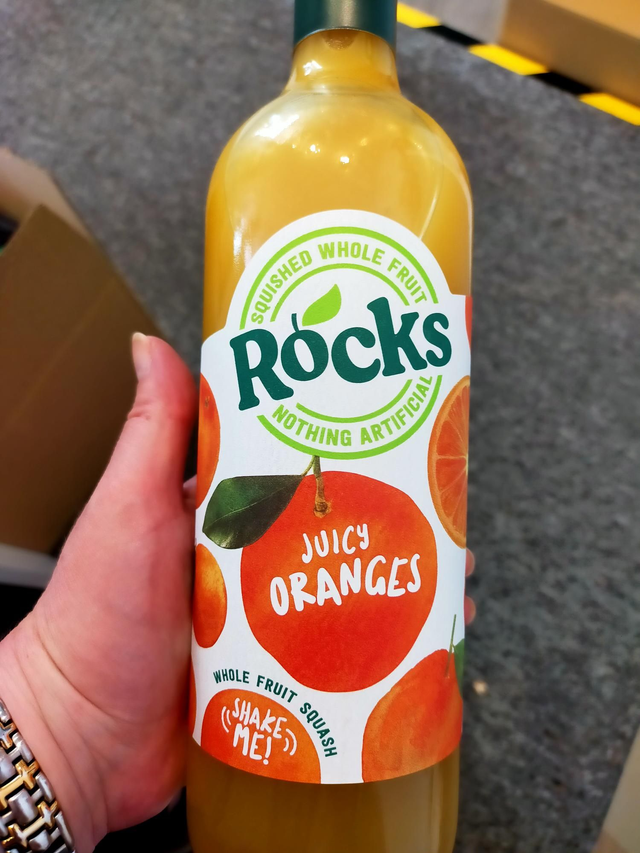 SQUISHED WHOLE FRUIT
Rocks
NOTHING ARTIFICIAL
JUICY
ORANGES
WHOLE FRUIT SQUASH
SHAKE
ME!